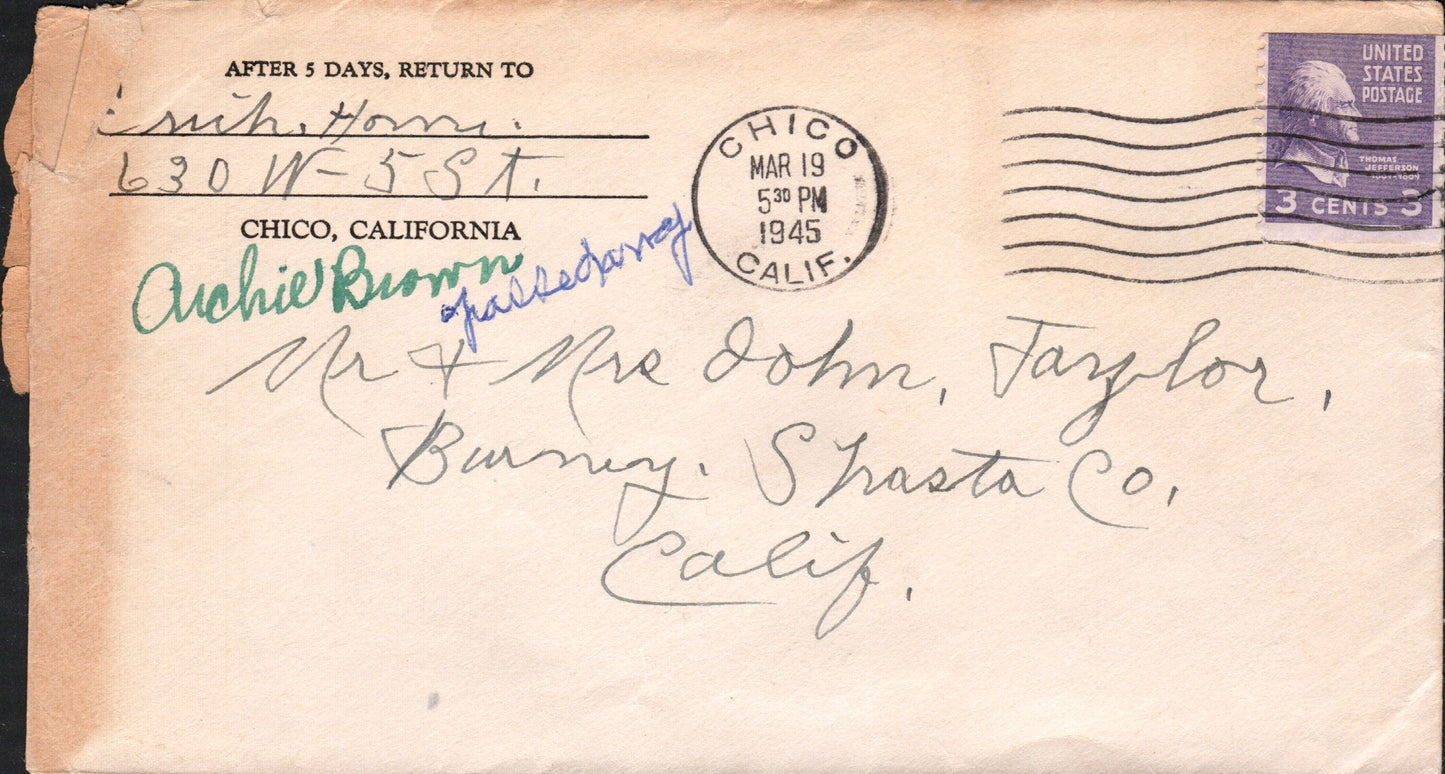 AFTER 5 DAYS, RETURN TO
Home.
630 W-5 St.
CHICO, CALIFORNIA
Archie Brown
passed away
CHICO
MAR 19
5 30 PM
1945
CALIF.
UNITED
STATES
POSTAGE
THOMAS
JEFFERSON
3 CENTS 3
Mr + Mrs John, Taylor,
Burney. Shasta Co,
Calif.